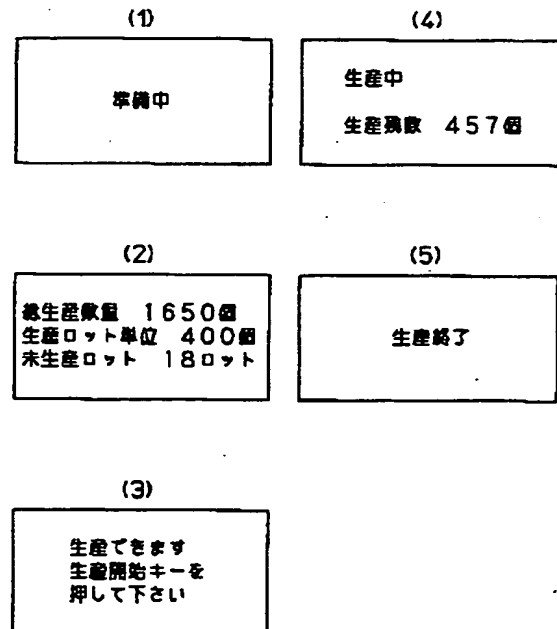 (1)
準備中
(2)
総生産数量 1650個
生産ロット単位 400個
未生産ロット 18ロット
(3)
生産できます
生産開始キーを
押して下さい
(4)
生産中
生産残数 457個
(5)
生産終了